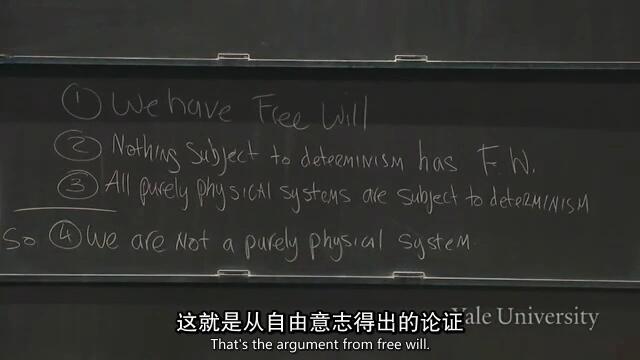 ① We have Free Will
② Nothing Subject to determinism has F.W.
③ All purely physical systems are subject to determinism
So ④ We are not a purely physical system.
这就是从自由意志得出的论证
Yale University
That's the argument from free will.